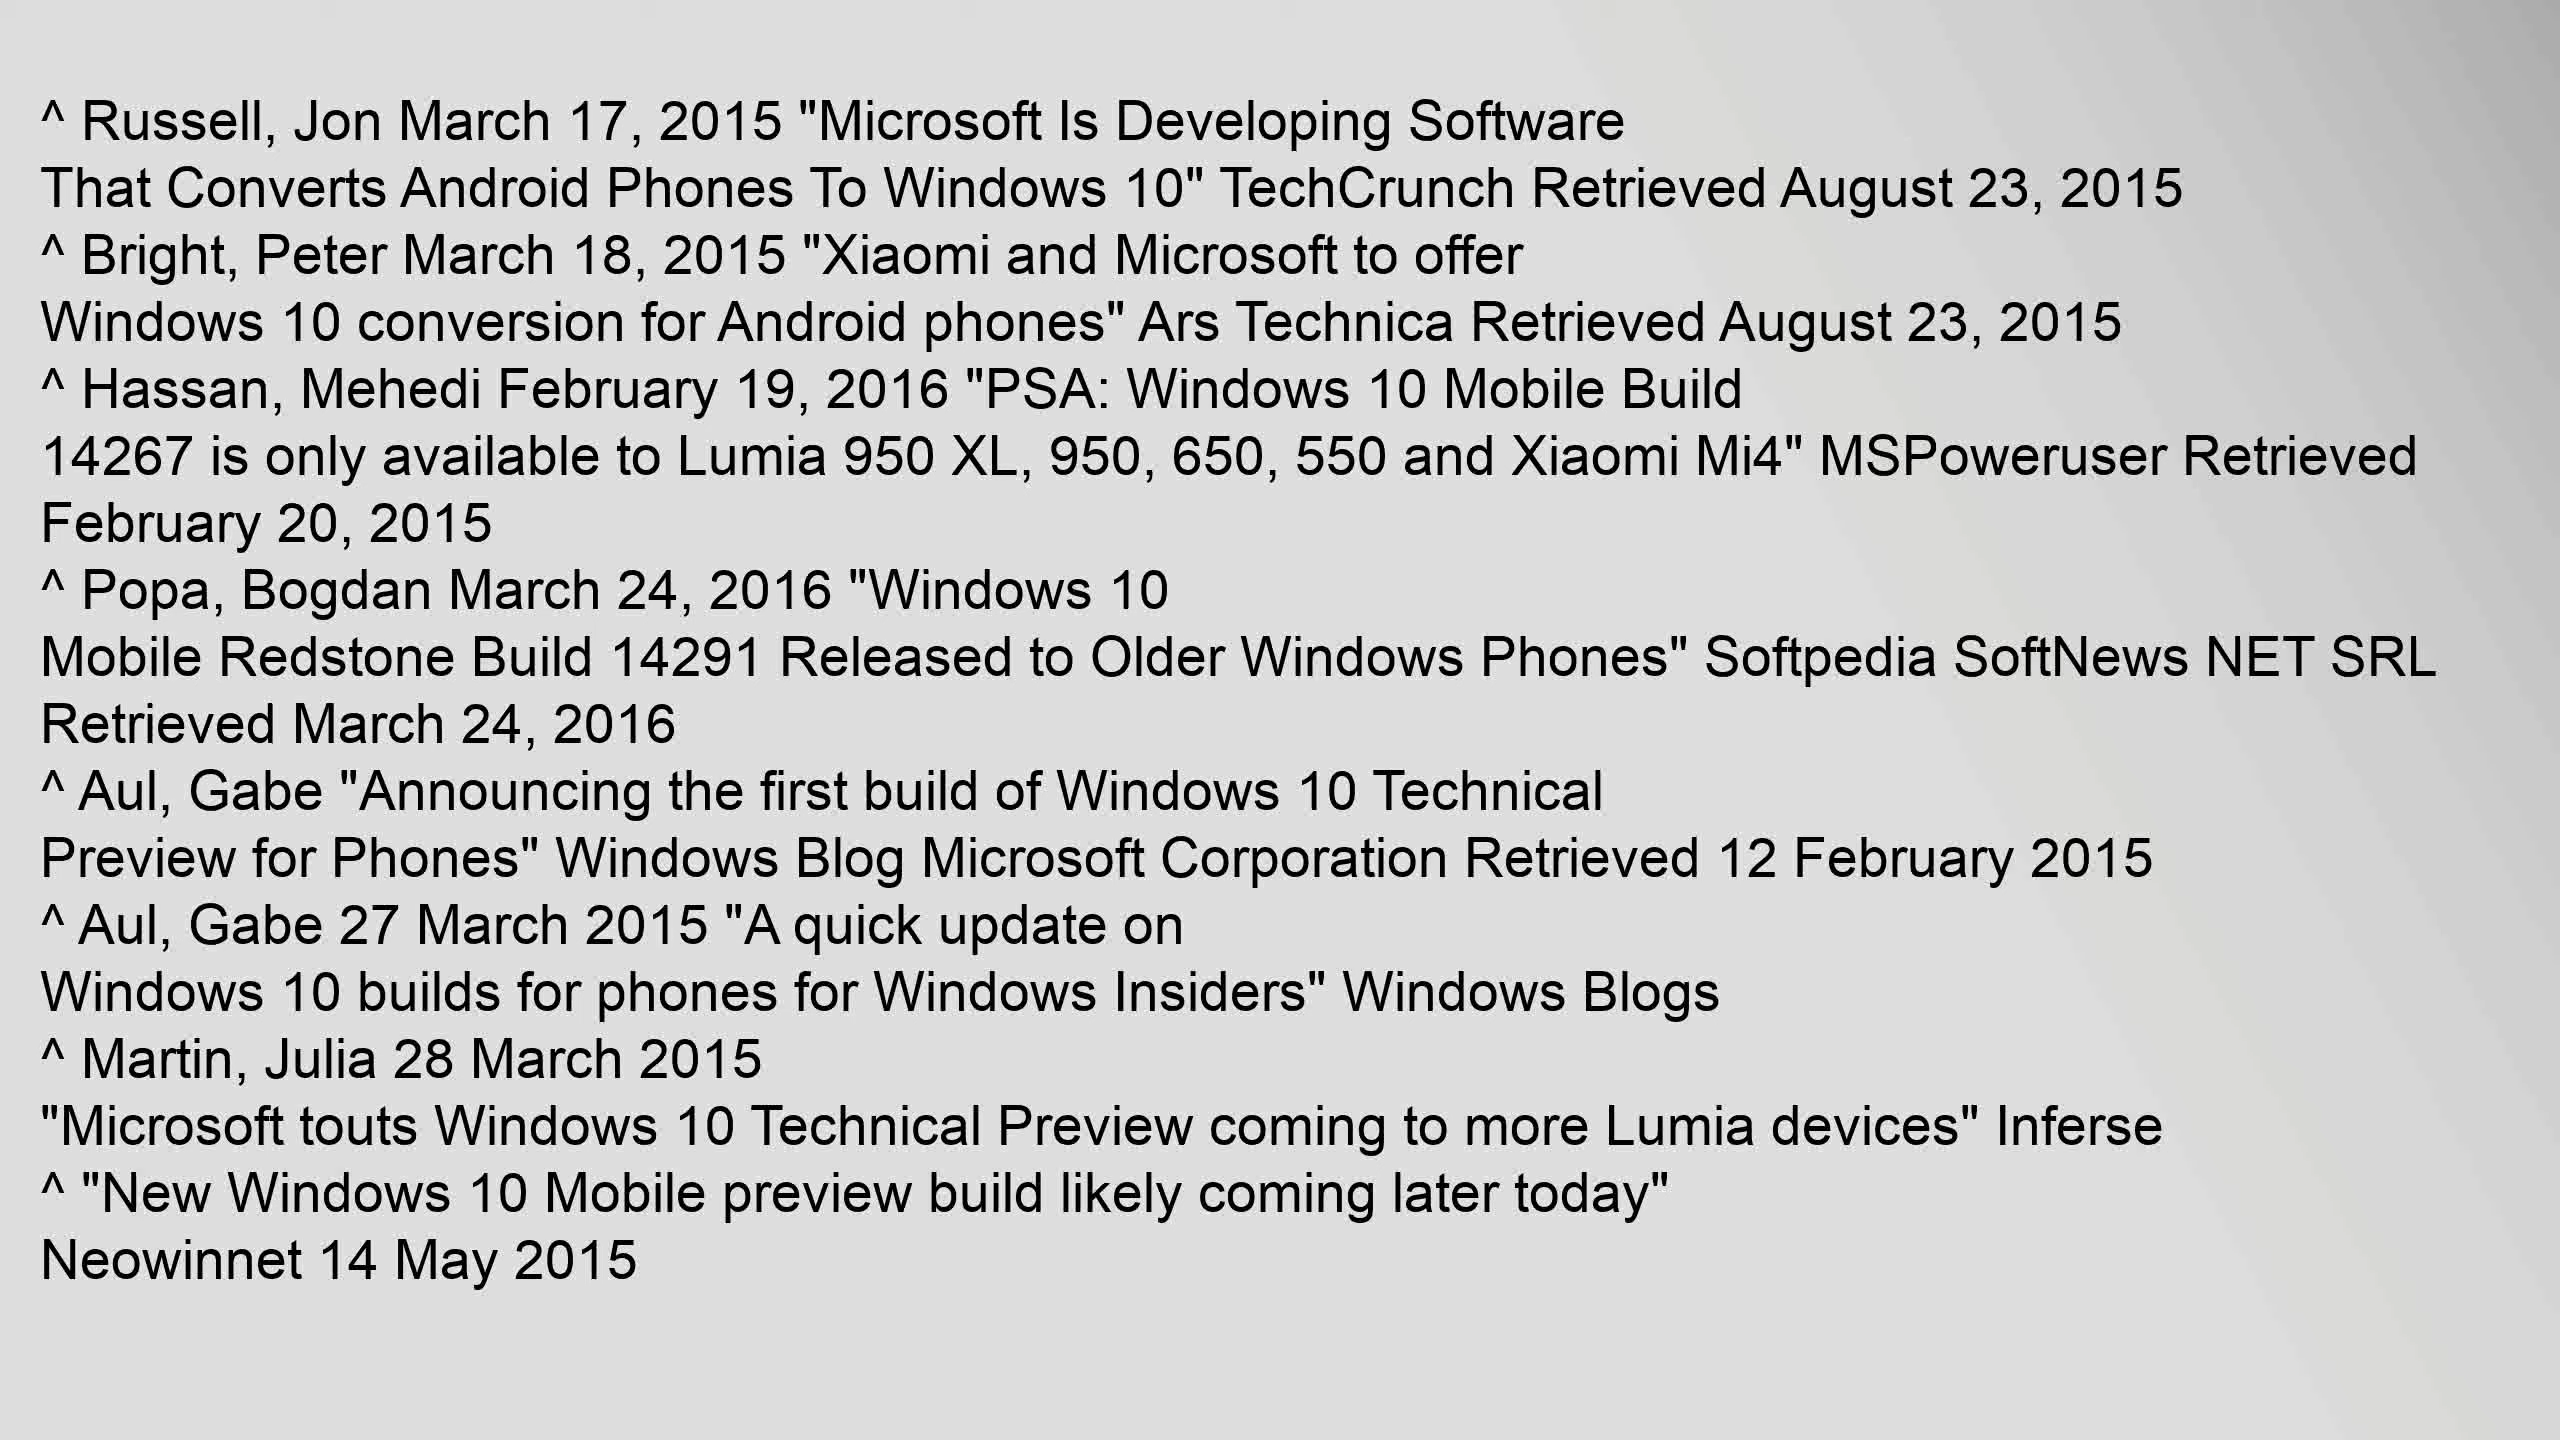 ^ Russell, Jon March 17, 2015 "Microsoft Is Developing Software
That Converts Android Phones To Windows 10" TechCrunch Retrieved August 23, 2015
^ Bright, Peter March 18, 2015 "Xiaomi and Microsoft to offer
Windows 10 conversion for Android phones" Ars Technica Retrieved August 23, 2015
^ Hassan, Mehedi February 19, 2016 "PSA: Windows 10 Mobile Build
14267 is only available to Lumia 950 XL, 950, 650, 550 and Xiaomi Mi4" MSPoweruser Retrieved
February 20, 2015
^ Popa, Bogdan March 24, 2016 "Windows 10
Mobile Redstone Build 14291 Released to Older Windows Phones" Softpedia SoftNews NET SRL
Retrieved March 24, 2016
^ Aul, Gabe "Announcing the first build of Windows 10 Technical
Preview for Phones" Windows Blog Microsoft Corporation Retrieved 12 February 2015
^ Aul, Gabe 27 March 2015 "A quick update on
Windows 10 builds for phones for Windows Insiders" Windows Blogs
^ Martin, Julia 28 March 2015
"Microsoft touts Windows 10 Technical Preview coming to more Lumia devices" Inferse
^ "New Windows 10 Mobile preview build likely coming later today"
Neowinnet 14 May 2015